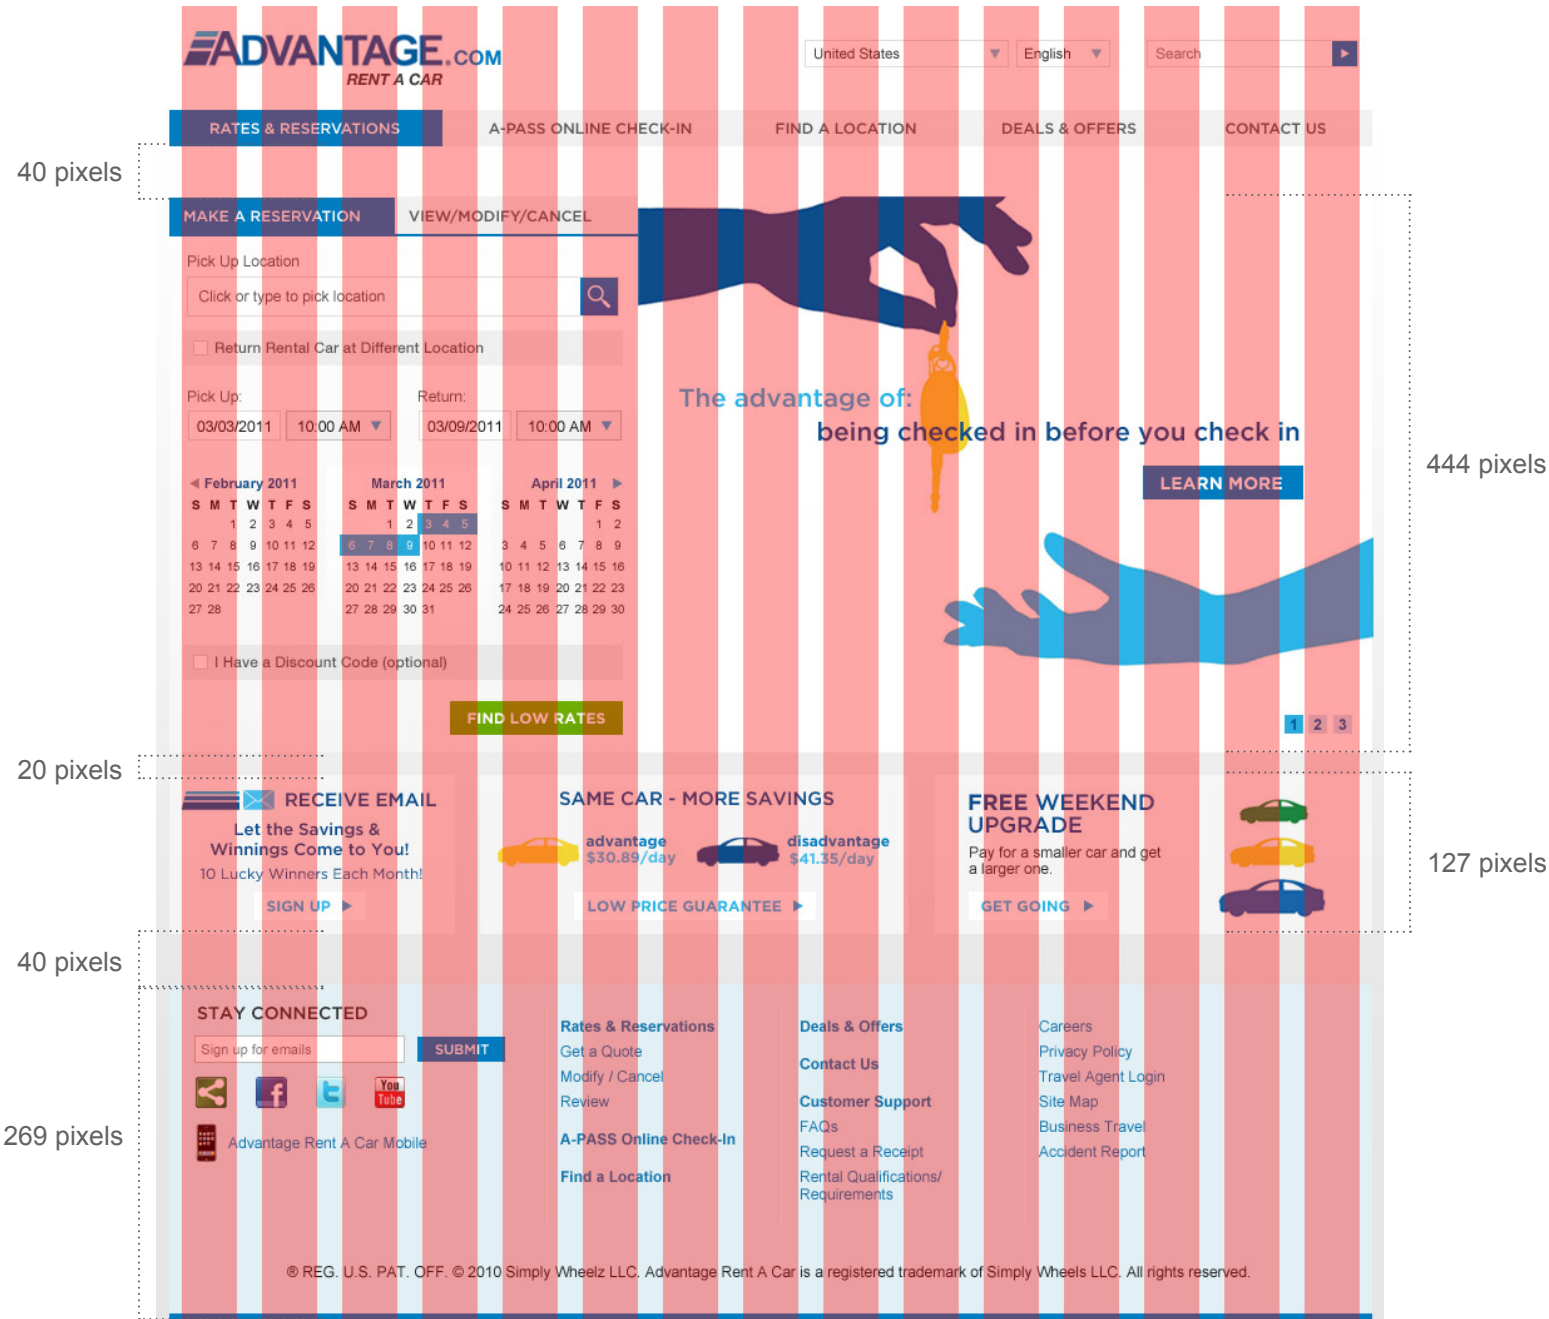 ADVANTAGE.COM
RENT A CAR
United States
English
Search
RATES & RESERVATIONS
A-PASS ONLINE CHECK-IN
FIND A LOCATION
DEALS & OFFERS
CONTACT US
40 pixels
MAKE A RESERVATION
VIEW/MODIFY/CANCEL
Pick Up Location
Click or type to pick location
Return Rental Car at Different Location
Pick Up:
Return:
03/03/2011
10:00 AM
03/09/2011
10:00 AM
February 2011
S M T W T F S
1 2 3 4 5
6 7 8 9 10 11 12
13 14 15 16 17 18 19
20 21 22 23 24 25 26
27 28
March 2011
S M T W T F S
1 2 3 4 5
6 7 8 9 10 11 12
13 14 15 16 17 18 19
20 21 22 23 24 25 26
27 28 29 30 31
April 2011
S M T W T F S
1 2
3 4 5 6 7 8 9
10 11 12 13 14 15 16
17 18 19 20 21 22 23
24 25 26 27 28 29 30
I Have a Discount Code (optional)
FIND LOW RATES
The advantage of:
being checked in before you check in
LEARN MORE
1 2 3
444 pixels
20 pixels
RECEIVE EMAIL
Let the Savings &
Winnings Come to You!
10 Lucky Winners Each Month!
SIGN UP
SAME CAR - MORE SAVINGS
advantage
$30.89/day
disadvantage
$41.35/day
LOW PRICE GUARANTEE
FREE WEEKEND
UPGRADE
Pay for a smaller car and get
a larger one.
GET GOING
127 pixels
40 pixels
STAY CONNECTED
Sign up for emails
SUBMIT
f
t
You
Tube
Advantage Rent A Car Mobile
269 pixels
Rates & Reservations
Get a Quote
Modify / Cancel
Review
A-PASS Online Check-In
Find a Location
Deals & Offers
Contact Us
Customer Support
FAQs
Request a Receipt
Rental Qualifications/
Requirements
Careers
Privacy Policy
Travel Agent Login
Site Map
Business Travel
Accident Report
® REG. U.S. PAT. OFF. © 2010 Simply Wheelz LLC. Advantage Rent A Car is a registered trademark of Simply Wheels LLC. All rights reserved.